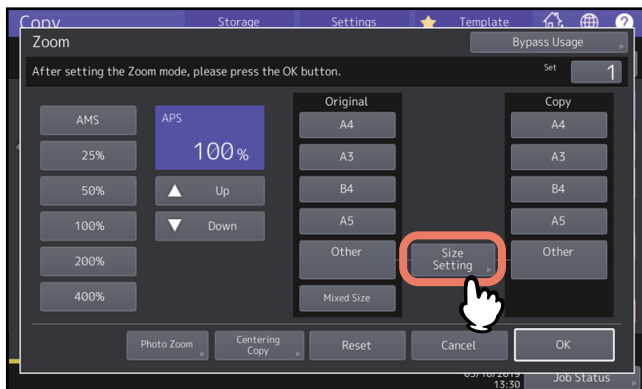 Copy
Storage
Settings
Template
Zoom
Bypass Usage
After setting the Zoom mode, please press the OK button.
Set
1
AMS
25%
50%
100%
200%
400%
APS
100 %
Up
Down
Original
A4
A3
B4
A5
Other
Mixed Size
Size
Setting
Copy
A4
A3
B4
A5
Other
Photo Zoom
Centering
Copy
Reset
Cancel
OK
13:30
Job Status